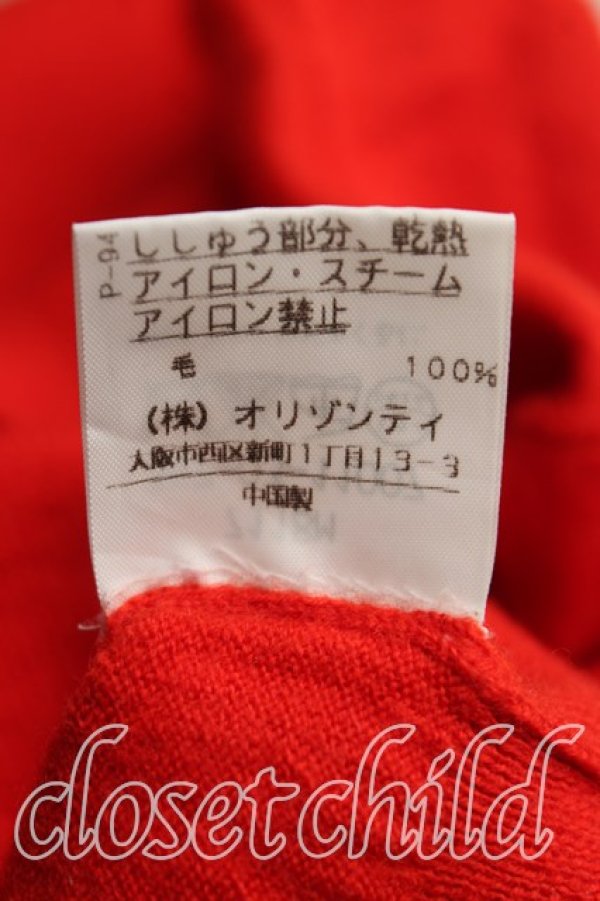 P-94
ししゅう部分、乾熱
アイロン・スチーム
アイロン禁止
毛 100%
(株) オリゾンティ
大阪市西区新町1丁目13-3
中国製
closet child